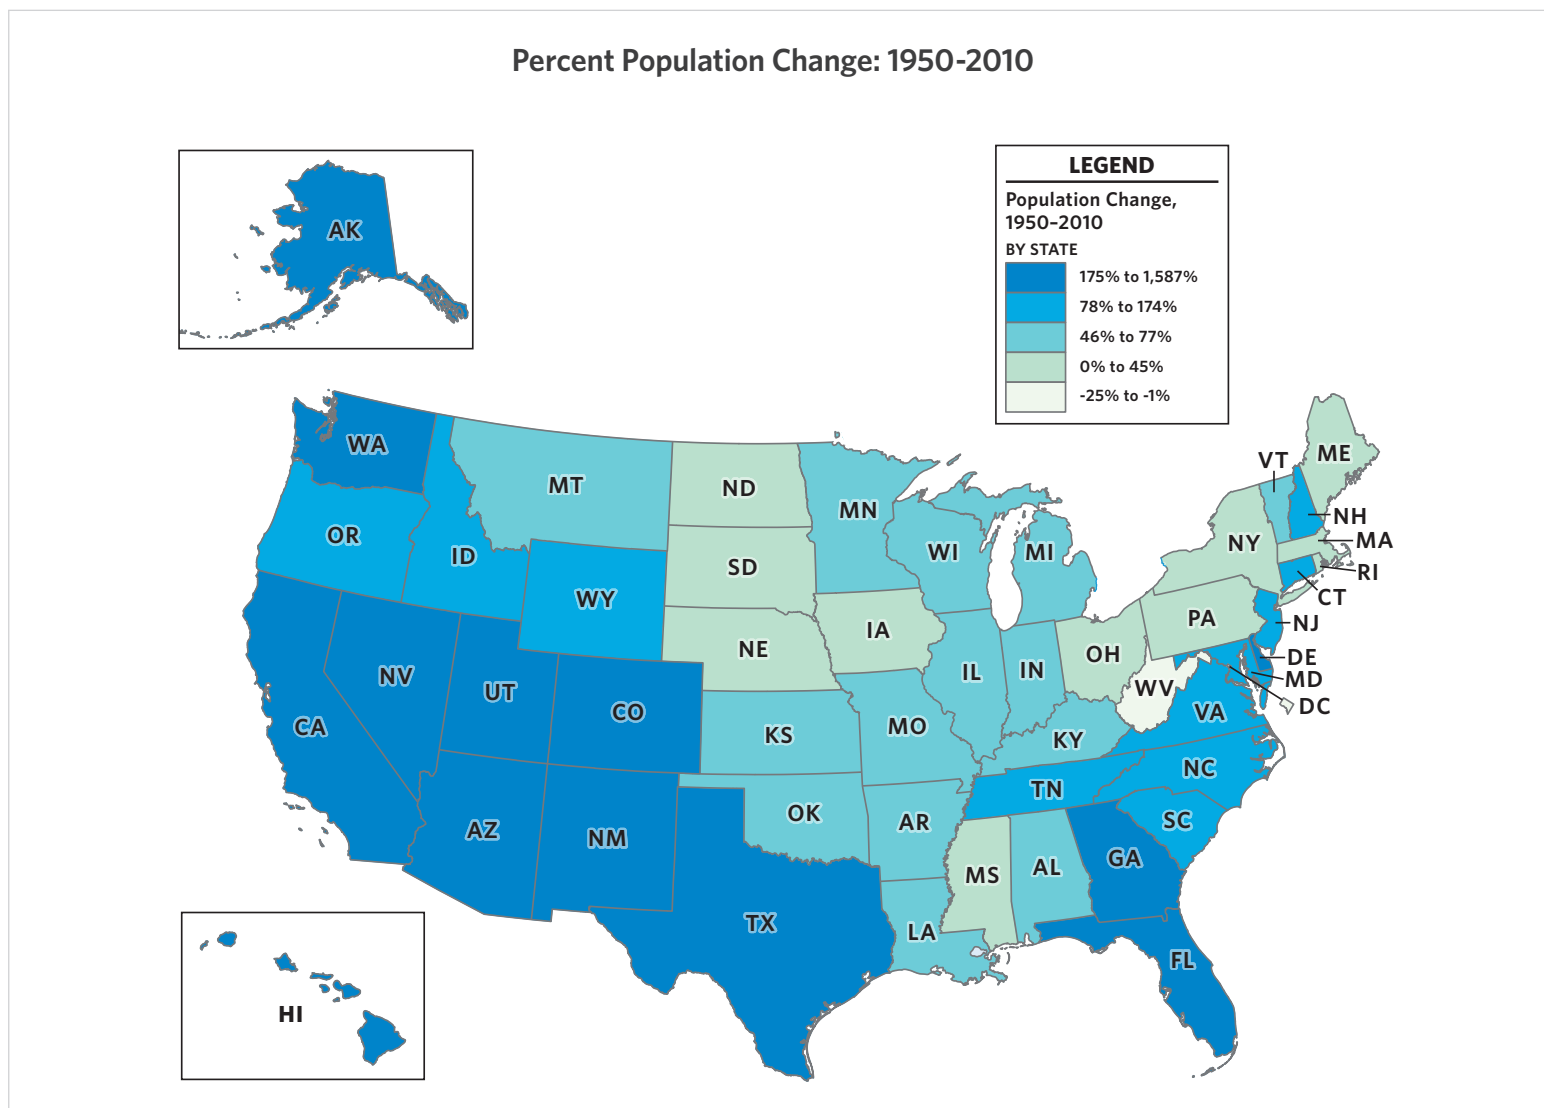 Percent Population Change: 1950-2010
LEGEND
Population Change,
1950–2010
BY STATE
175% to 1,587%
78% to 174%
46% to 77%
0% to 45%
-25% to -1%
AK
WA
MT
ND
MN
VT
ME
OR
ID
SD
WI
MI
NY
NH
MA
RI
CT
WY
NE
IA
PA
NJ
NV
UT
CO
IL
IN
OH
WV
DE
MD
DC
CA
KS
MO
KY
VA
AZ
NM
OK
AR
TN
NC
SC
TX
LA
MS
AL
GA
FL
HI